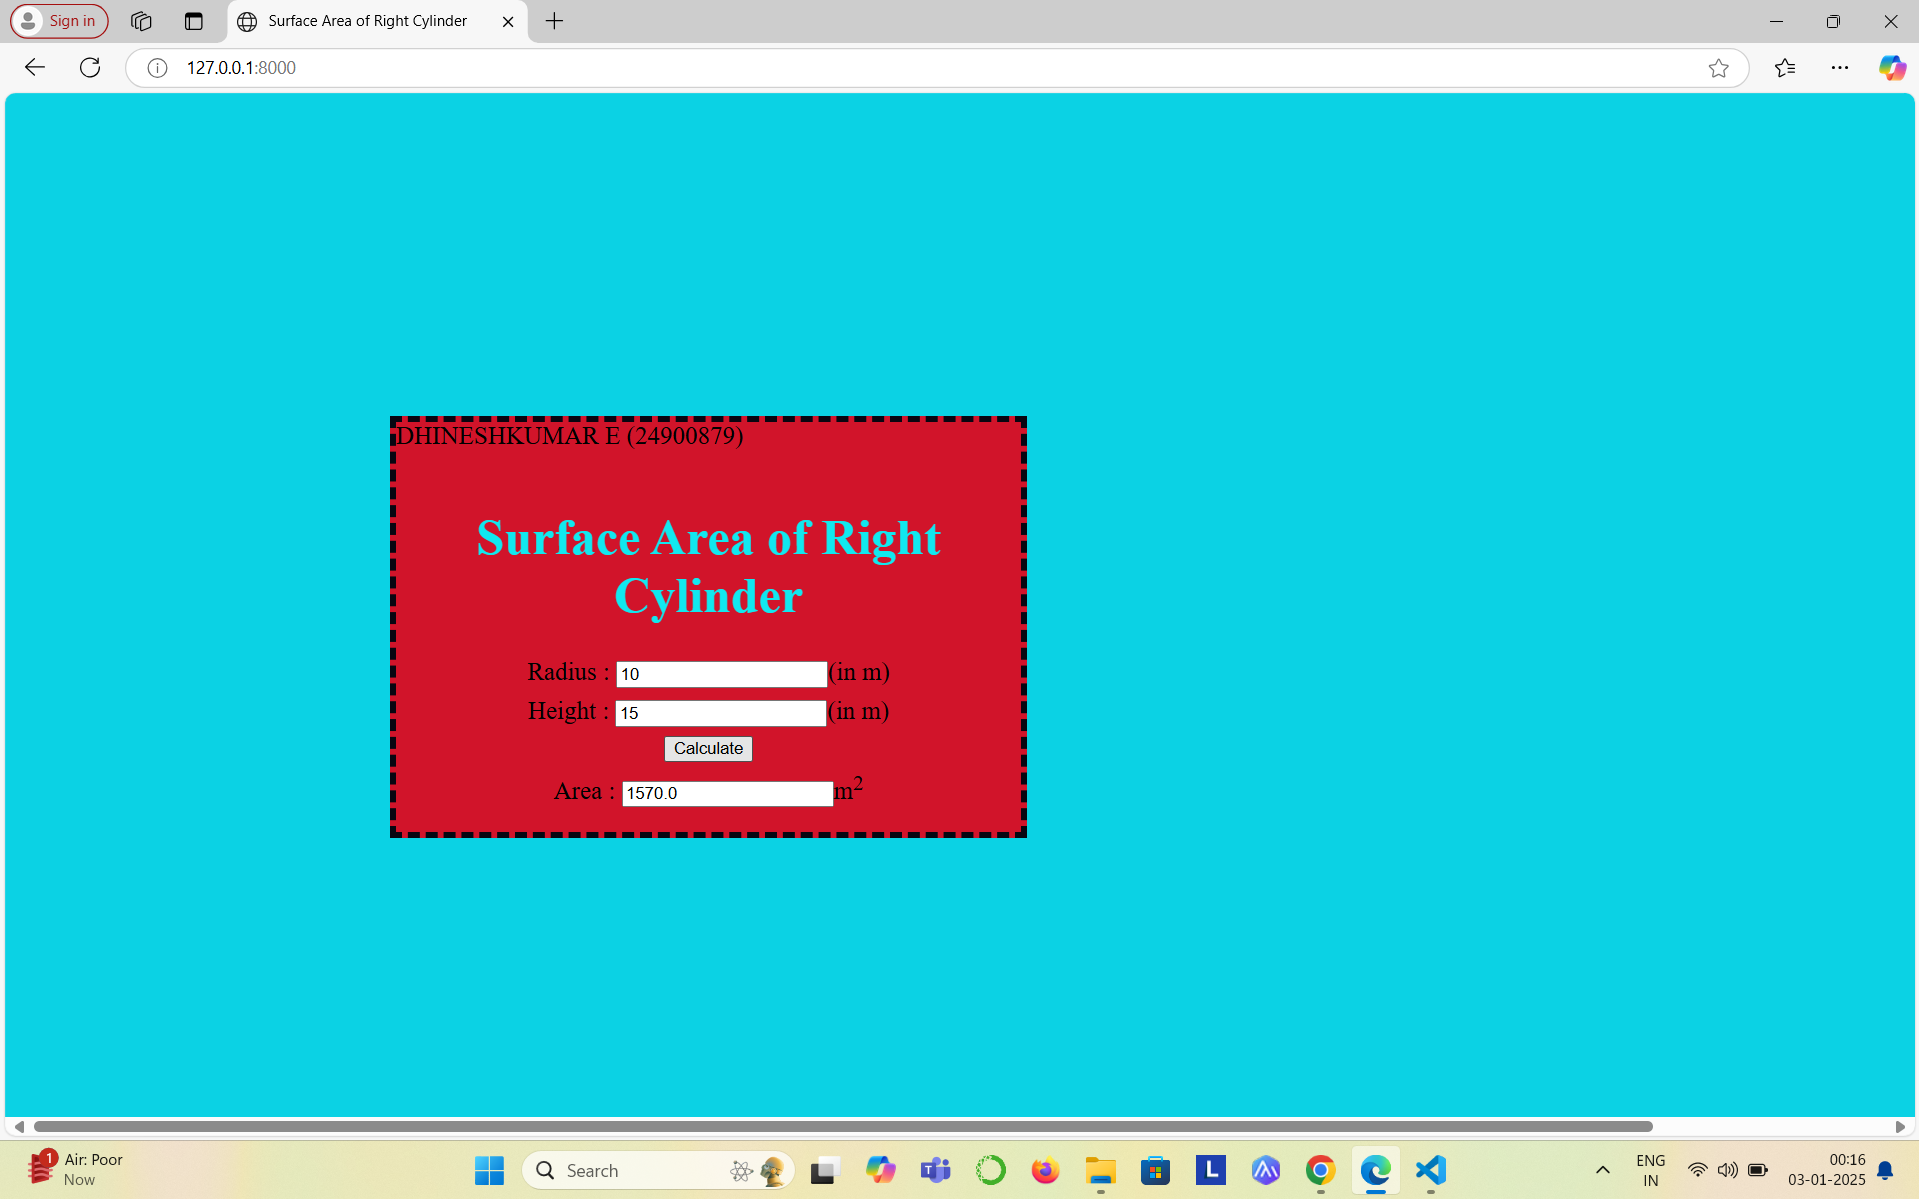 Sign in
Surface Area of Right Cylinder
127.0.0.1:8000
DHINESHKUMAR E (24900879)
Surface Area of Right
Cylinder
Radius : 10 (in m)
Height : 15 (in m)
Calculate
Area : 1570.0 m²
1
Air: Poor
Now
Search
T
L
ENG
IN
00:16
03-01-2025